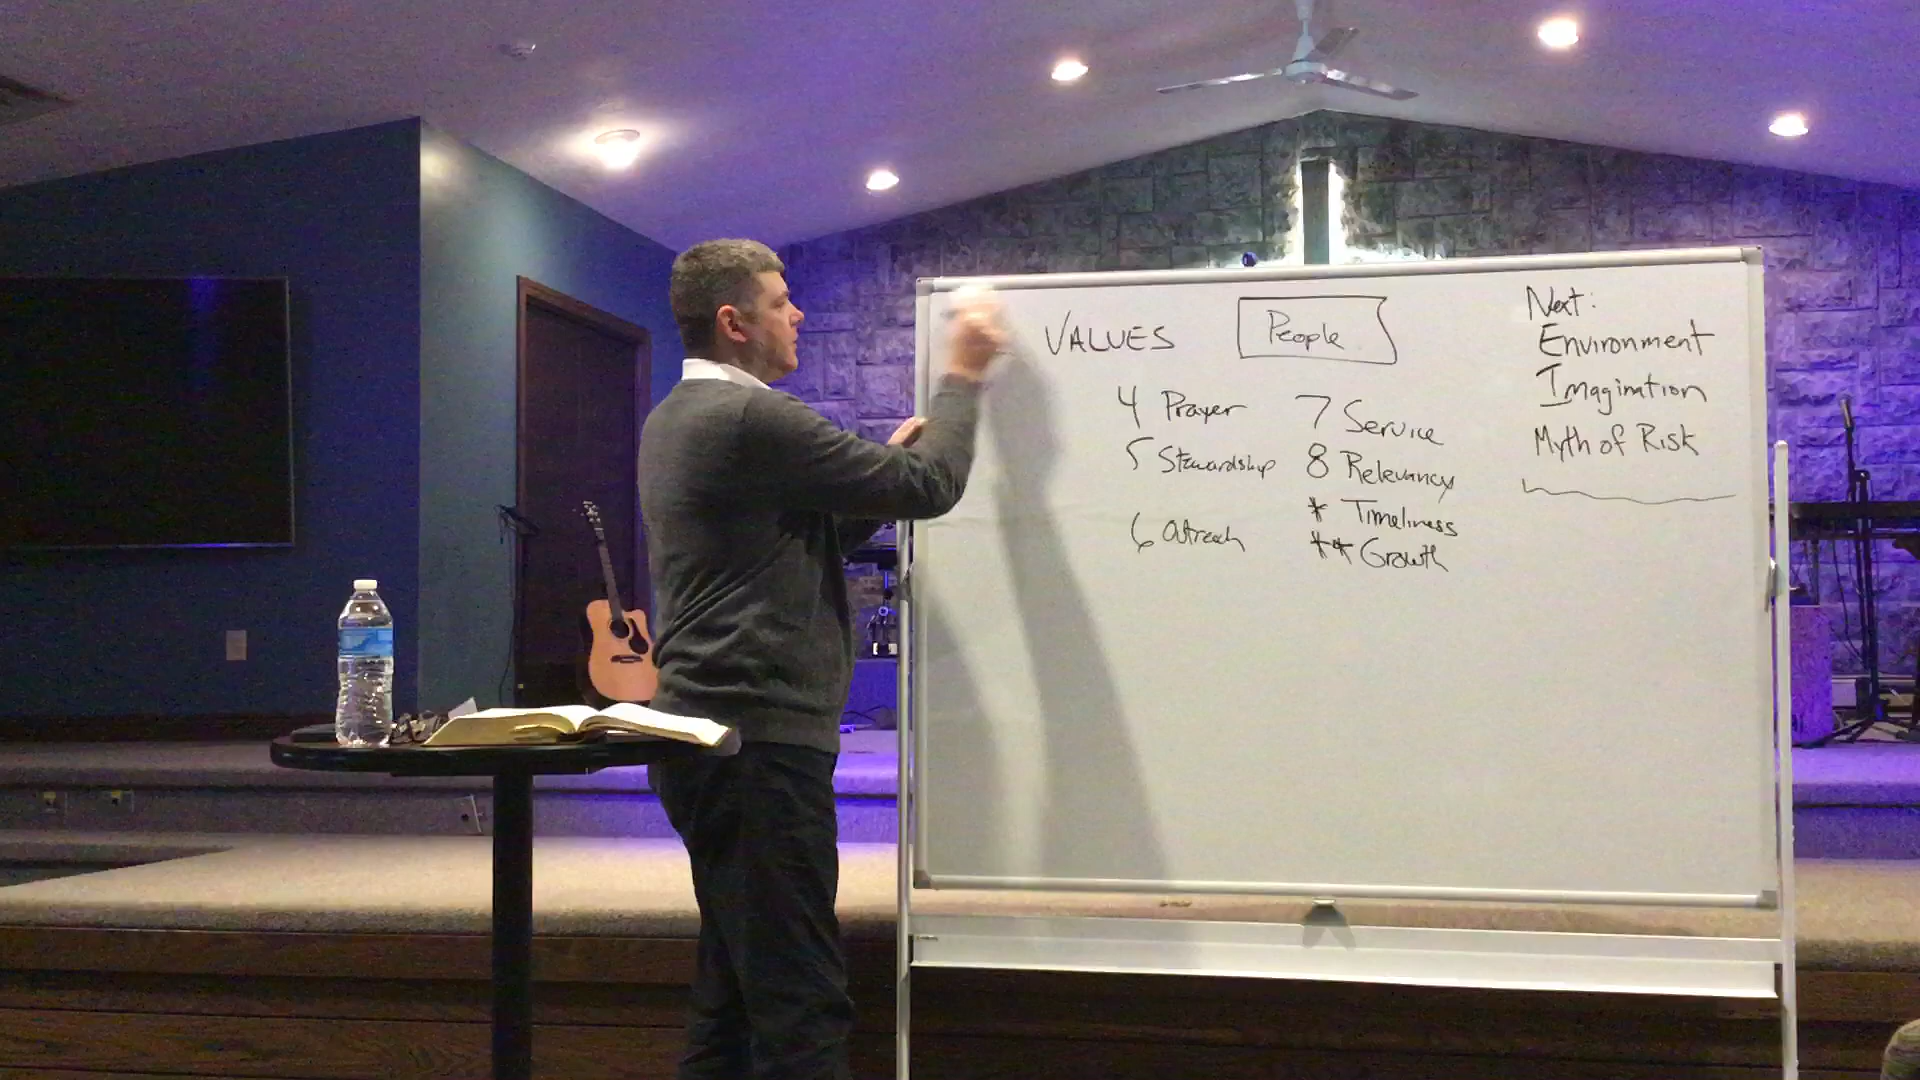 VALUES
People
4 Prayer
5 Stewardship
6 Outreach
7 Service
8 Relevancy
* Timeliness
** Growth
Next:
Environment
Imagination
Myth of Risk